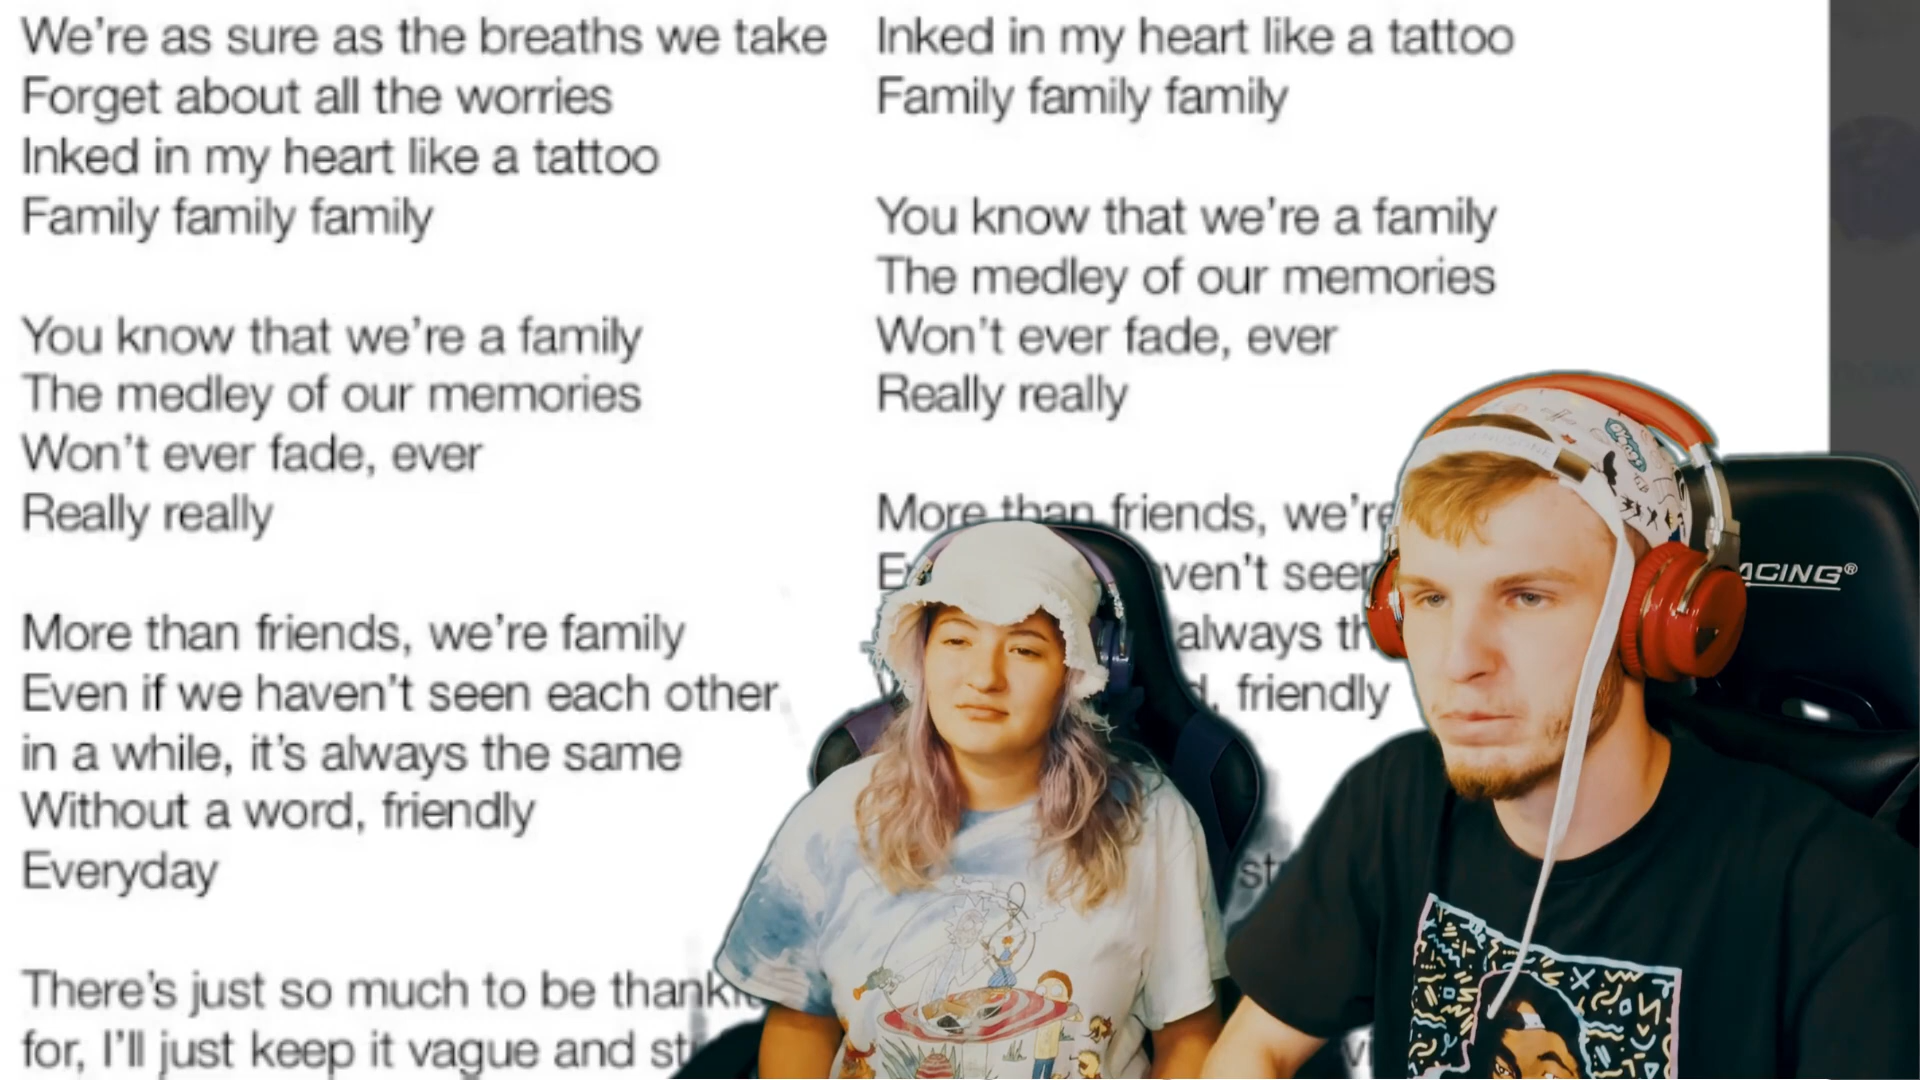 We're as sure as the breaths we take
Forget about all the worries
Inked in my heart like a tattoo
Family family family
You know that we're a family
The medley of our memories
Won't ever fade, ever
Really really
More than friends, we're family
Even if we haven't seen each other
in a while, it's always the same
Without a word, friendly
Everyday
There's just so much to be
for, I'll just keep it vague and
Inked in my heart like a tattoo
Family family family
You know that we're a family
The medley of our memories
Won't ever fade, ever
Really really
More than friends, we're
seen
always
friendly